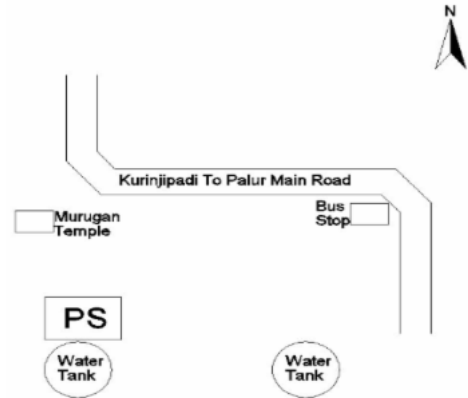 N
Kurinjipadi To Palur Main Road
Murugan
Temple
Bus
Stop
PS
Water
Tank
Water
Tank